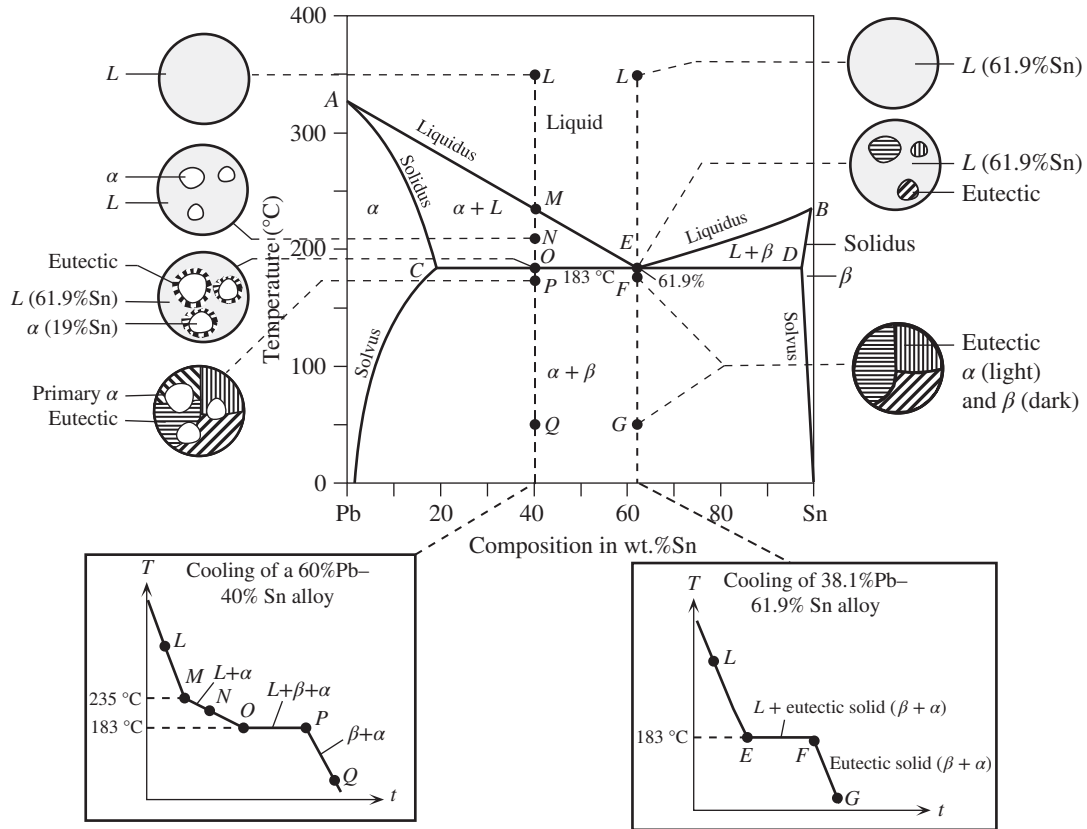 400
300
200
100
0
Temperature (°C)
Pb
20
40
60
80
Sn
Composition in wt.%Sn
A
B
C
D
E
F
G
L
M
N
O
P
Q
L
Liquid
Liquidus
Solidus
α
α + L
Liquidus
L + β
Solidus
β
183 °C
61.9%
Solvus
Solvus
α + β
L
α
L
Eutectic
L (61.9%Sn)
α (19%Sn)
Primary α
Eutectic
L (61.9%Sn)
L (61.9%Sn)
Eutectic
Eutectic
α (light)
and β (dark)
Cooling of a 60%Pb–
40% Sn alloy
T
L
M
L+α
N
O
L+β+α
P
β+α
Q
235 °C
183 °C
t
Cooling of 38.1%Pb–
61.9% Sn alloy
T
L
L + eutectic solid (β + α)
183 °C
E
F
Eutectic solid (β + α)
G
t